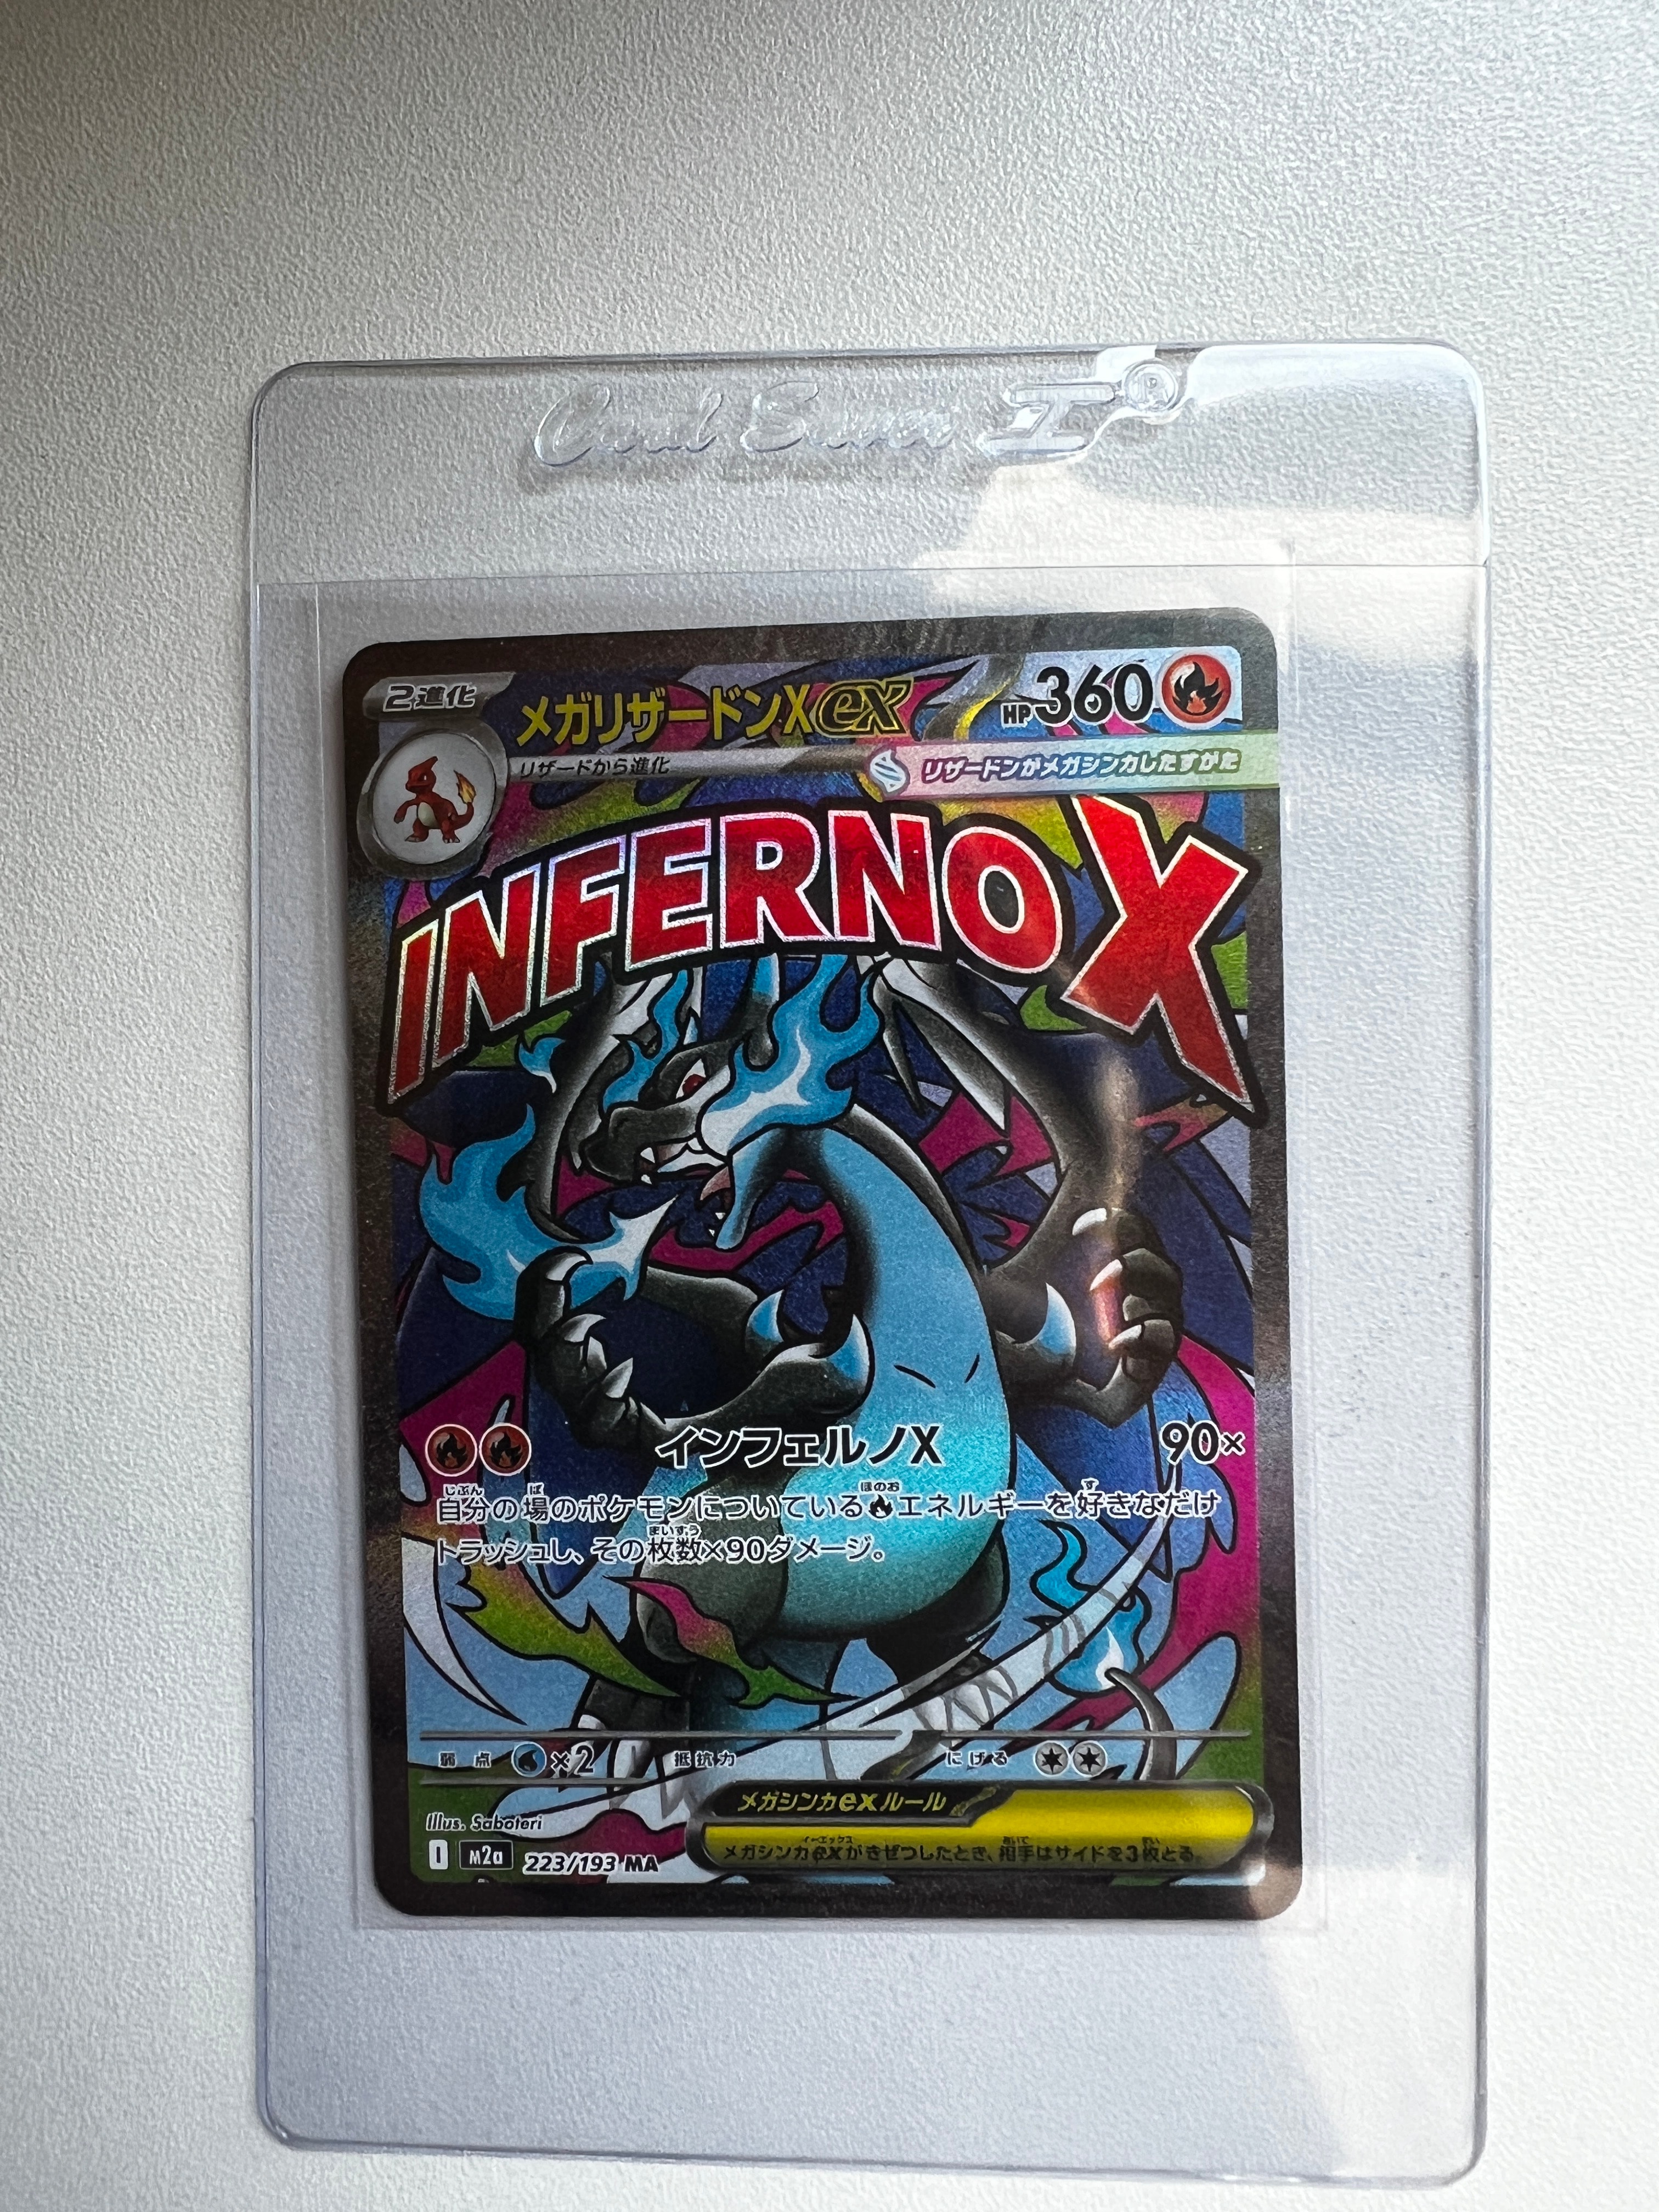 Card Saver I
2進化 メガリザードンX ex HP 360
リザードから進化 リザードンがメガシンカしたすがた
INFERNO X
インフェルノX 90×
自分の場のポケモンについているエネルギーを好きなだけ
トラッシュし、その枚数×90ダメージ。
弱点 ×2 抵抗力 にげる
メガシンカexルール
メガシンカexがきぜつしたとき、相手はサイドを3枚とる。
Illus. Saboteri
I m2a 223/193 MA